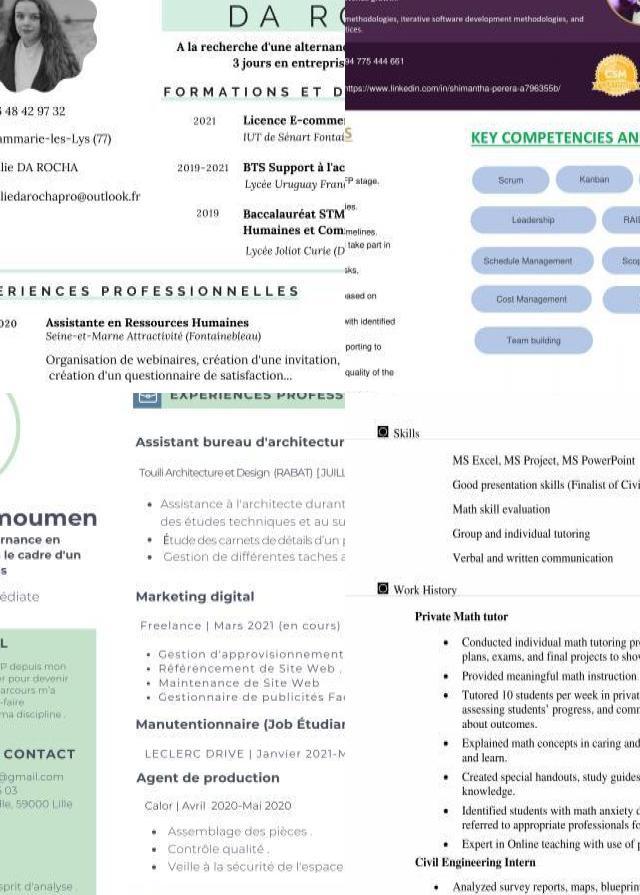 DA RO
A la recherche d'une alternan
3 jours en entrepris
FORMATIONS ET D
48 42 97 32
ammarie-les-Lys (77)
lie DA ROCHA
liedarochapro@outlook.fr
2021
Licence E-comme
IUT de Sénart Fontai
2019-2021
BTS Support à l'ac
Lycée Uruguay Fran
2019
Baccalauréat STM
Humaines et Com
Lycée Joliot Curie (D
ERIENCES PROFESSIONNELLES
020
Assistante en Ressources Humaines
Seine-et-Marne Attractivité (Fontainebleau)
Organisation de webinaires, création d'une invitation,
création d'un questionnaire de satisfaction...
methodologies, iterative software development methodologies, and
tices.
94 775 444 661
https://www.linkedin.com/in/shimantha-perera-a796355b/
CSM
S
KEY COMPETENCIES AN
Scrum
Kanban
Leadership
RAI
Schedule Management
Scop
Cost Management
Team building
P stage.
ies.
melines.
take part in
sks,
ased on
with identified
porting to
quality of the
moumen
rnance en
le cadre d'un
s
édiate
L
P depuis mon
r pour devenir
arcours m'a
-faire
ma discipline .
CONTACT
@gmail.com
5 03
lle, 59000 Lille
sprit d'analyse .
EXPERIENCES PROFESS
Assistant bureau d'architectur
Touili Architecture et Design (RABAT) [JUILL
• Assistance à l'architecte durant
des études techniques et au su
• Étude des carnets de détails d'un p
• Gestion de différentes taches a
Marketing digital
Freelance | Mars 2021 (en cours)
• Gestion d'approvisionnement
• Référencement de Site Web .
• Maintenance de Site Web
• Gestionnaire de publicités Fa
Manutentionnaire (Job Étudiar
LECLERC DRIVE | Janvier 2021-M
Agent de production
Calor | Avril 2020-Mai 2020
• Assemblage des pièces .
• Contrôle qualité .
• Veille à la sécurité de l'espace
Skills
MS Excel, MS Project, MS PowerPoint
Good presentation skills (Finalist of Civi
Math skill evaluation
Group and individual tutoring
Verbal and written communication
Work History
Private Math tutor
• Conducted individual math tutoring pr
plans, exams, and final projects to show
• Provided meaningful math instruction
• Tutored 10 students per week in privat
assessing students' progress, and comm
about outcomes.
• Explained math concepts in caring and
and learn.
• Created special handouts, study guides
knowledge.
• Identified students with math anxiety d
referred to appropriate professionals fo
• Expert in Online teaching with use of p
Civil Engineering Intern
• Analyzed survey reports, maps, blueprin